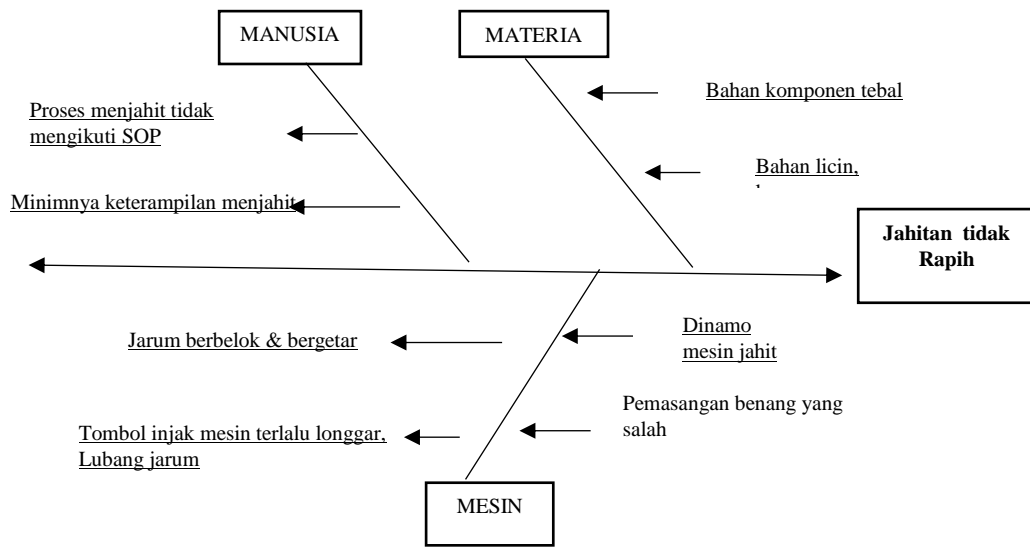 MANUSIA
MATERIA
Bahan komponen tebal
Proses menjahit tidak
mengikuti SOP
Bahan licin,
Minimnya keterampilan menjahit
Jahitan tidak
Rapih
Jarum berbelok & bergetar
Dinamo
mesin jahit
Pemasangan benang yang
salah
Tombol injak mesin terlalu longgar,
Lubang jarum
MESIN